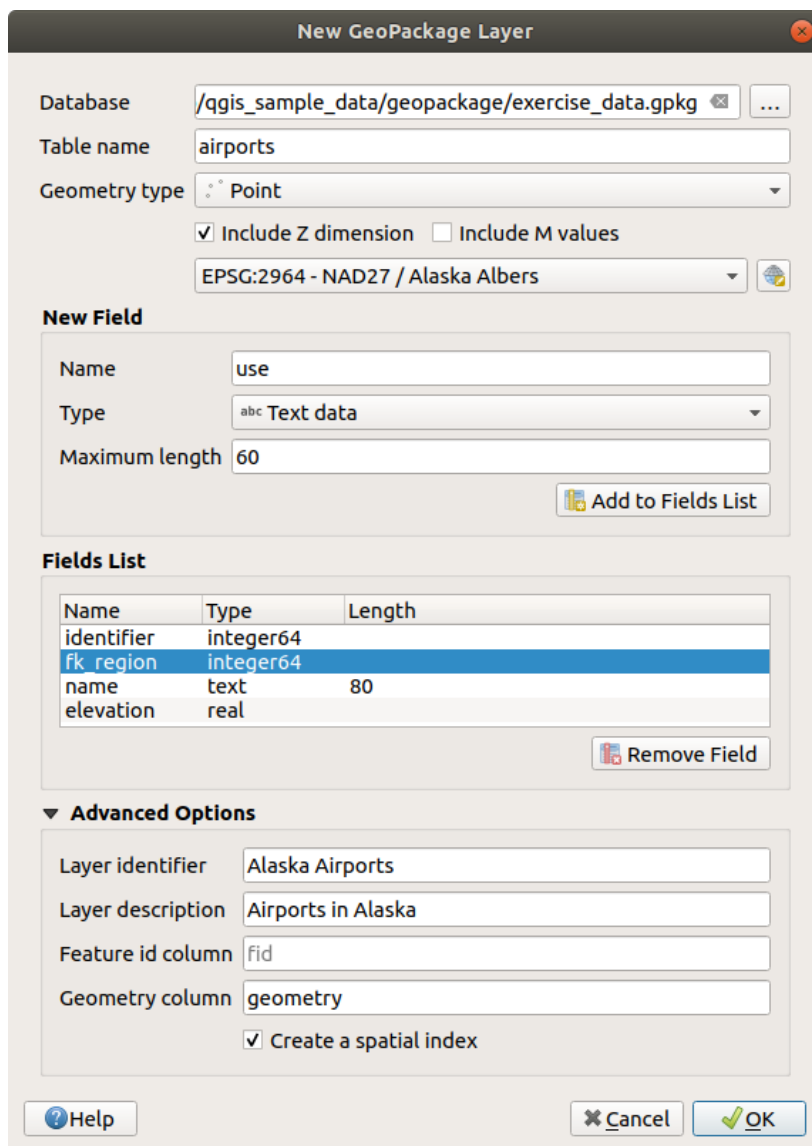 New GeoPackage Layer
Database /qgis_sample_data/geopackage/exercise_data.gpkg ...
Table name airports
Geometry type Point
Include Z dimension Include M values
EPSG:2964 - NAD27 / Alaska Albers
New Field
Name use
Type abc Text data
Maximum length 60
Add to Fields List
Fields List
Name Type Length
identifier integer64
fk_region integer64
name text 80
elevation real
Remove Field
Advanced Options
Layer identifier Alaska Airports
Layer description Airports in Alaska
Feature id column fid
Geometry column geometry
Create a spatial index
Help Cancel OK